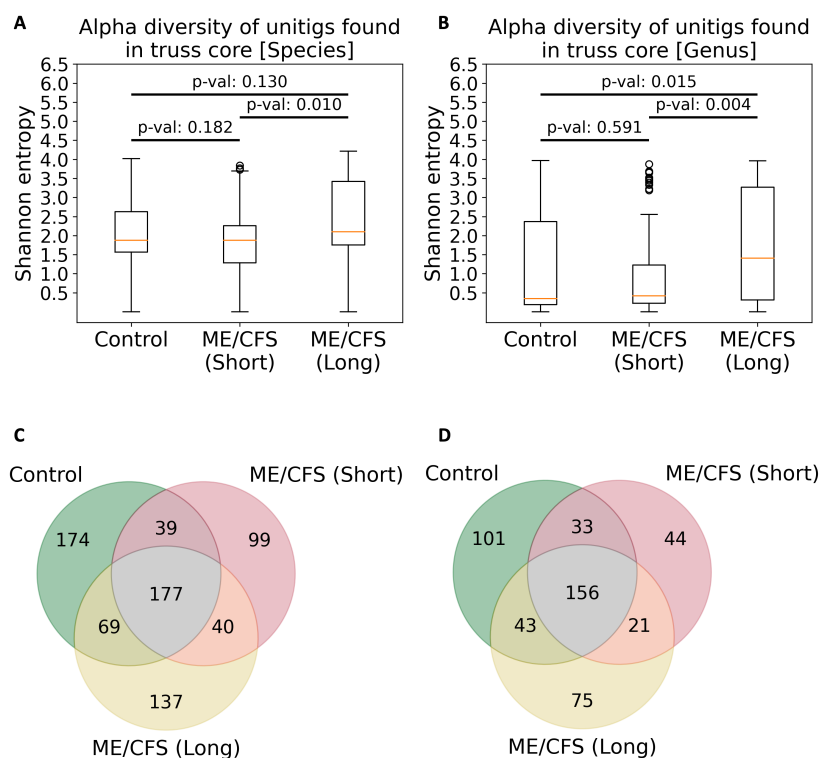 A
Alpha diversity of unitigs found
in truss core [Species]
Shannon entropy
6.5
6.0
5.5
5.0
4.5
4.0
3.5
3.0
2.5
2.0
1.5
1.0
0.5
p-val: 0.130
p-val: 0.010
p-val: 0.182
Control
ME/CFS
(Short)
ME/CFS
(Long)
B
Alpha diversity of unitigs found
in truss core [Genus]
Shannon entropy
6.5
6.0
5.5
5.0
4.5
4.0
3.5
3.0
2.5
2.0
1.5
1.0
0.5
p-val: 0.015
p-val: 0.004
p-val: 0.591
Control
ME/CFS
(Short)
ME/CFS
(Long)
C
Control
ME/CFS (Short)
174
39
99
177
69
40
137
ME/CFS (Long)
D
Control
ME/CFS (Short)
101
33
44
156
43
21
75
ME/CFS (Long)